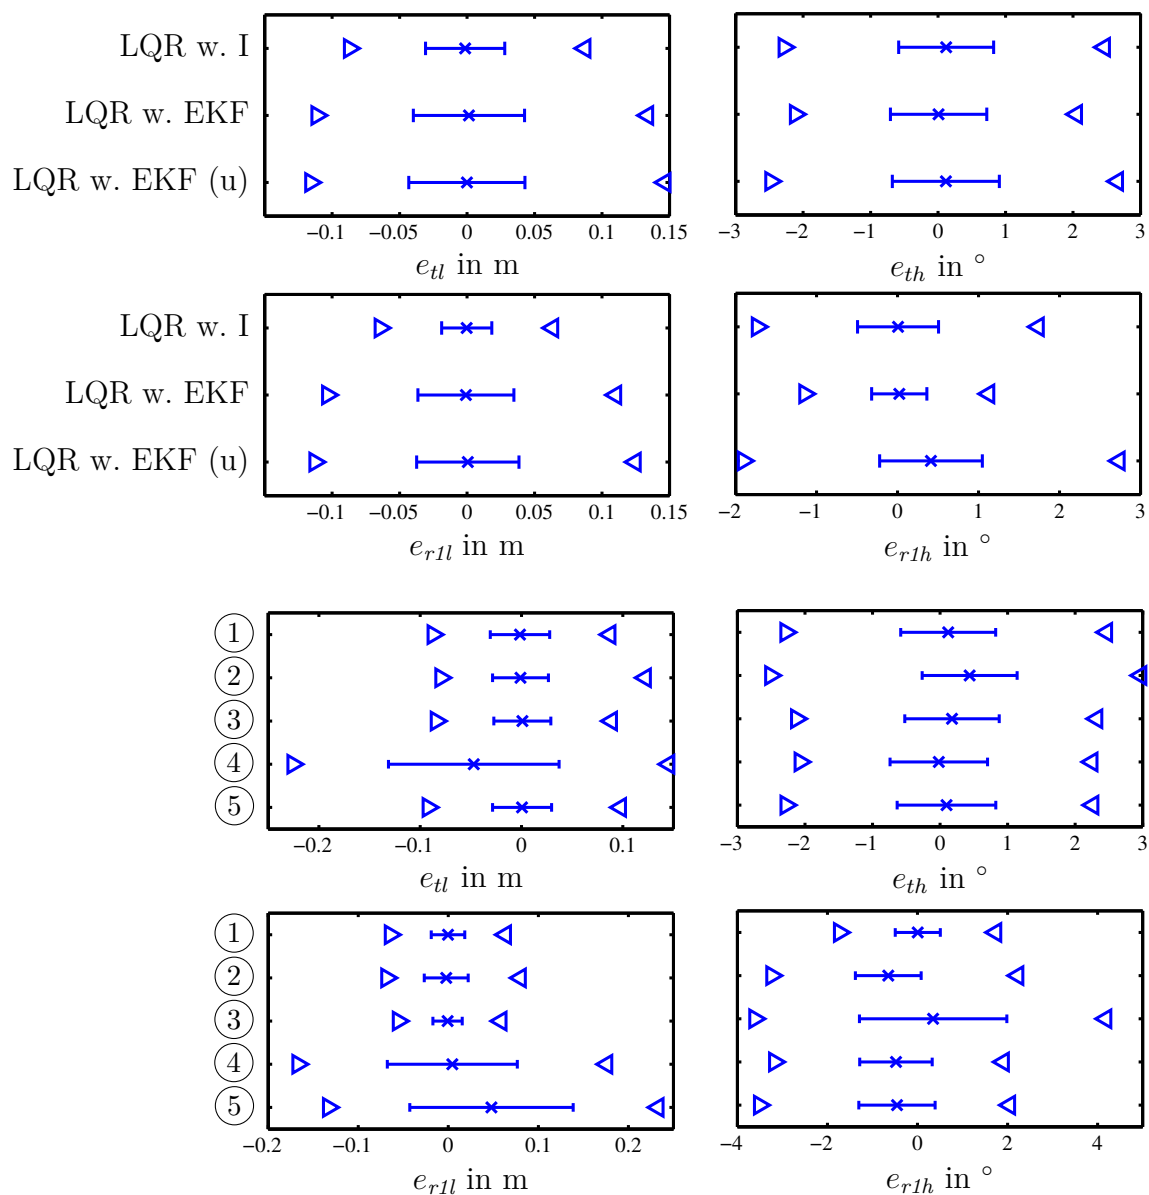 LQR w. I
LQR w. EKF
LQR w. EKF (u)
−0.1 −0.05 0 0.05 0.1 0.15
e_tl in m
−3 −2 −1 0 1 2 3
e_th in °
LQR w. I
LQR w. EKF
LQR w. EKF (u)
−0.1 −0.05 0 0.05 0.1 0.15
e_r1l in m
−2 −1 0 1 2 3
e_r1h in °
1
2
3
4
5
−0.2 −0.1 0 0.1
e_tl in m
−3 −2 −1 0 1 2 3
e_th in °
1
2
3
4
5
−0.2 −0.1 0 0.1 0.2
e_r1l in m
−4 −2 0 2 4
e_r1h in °